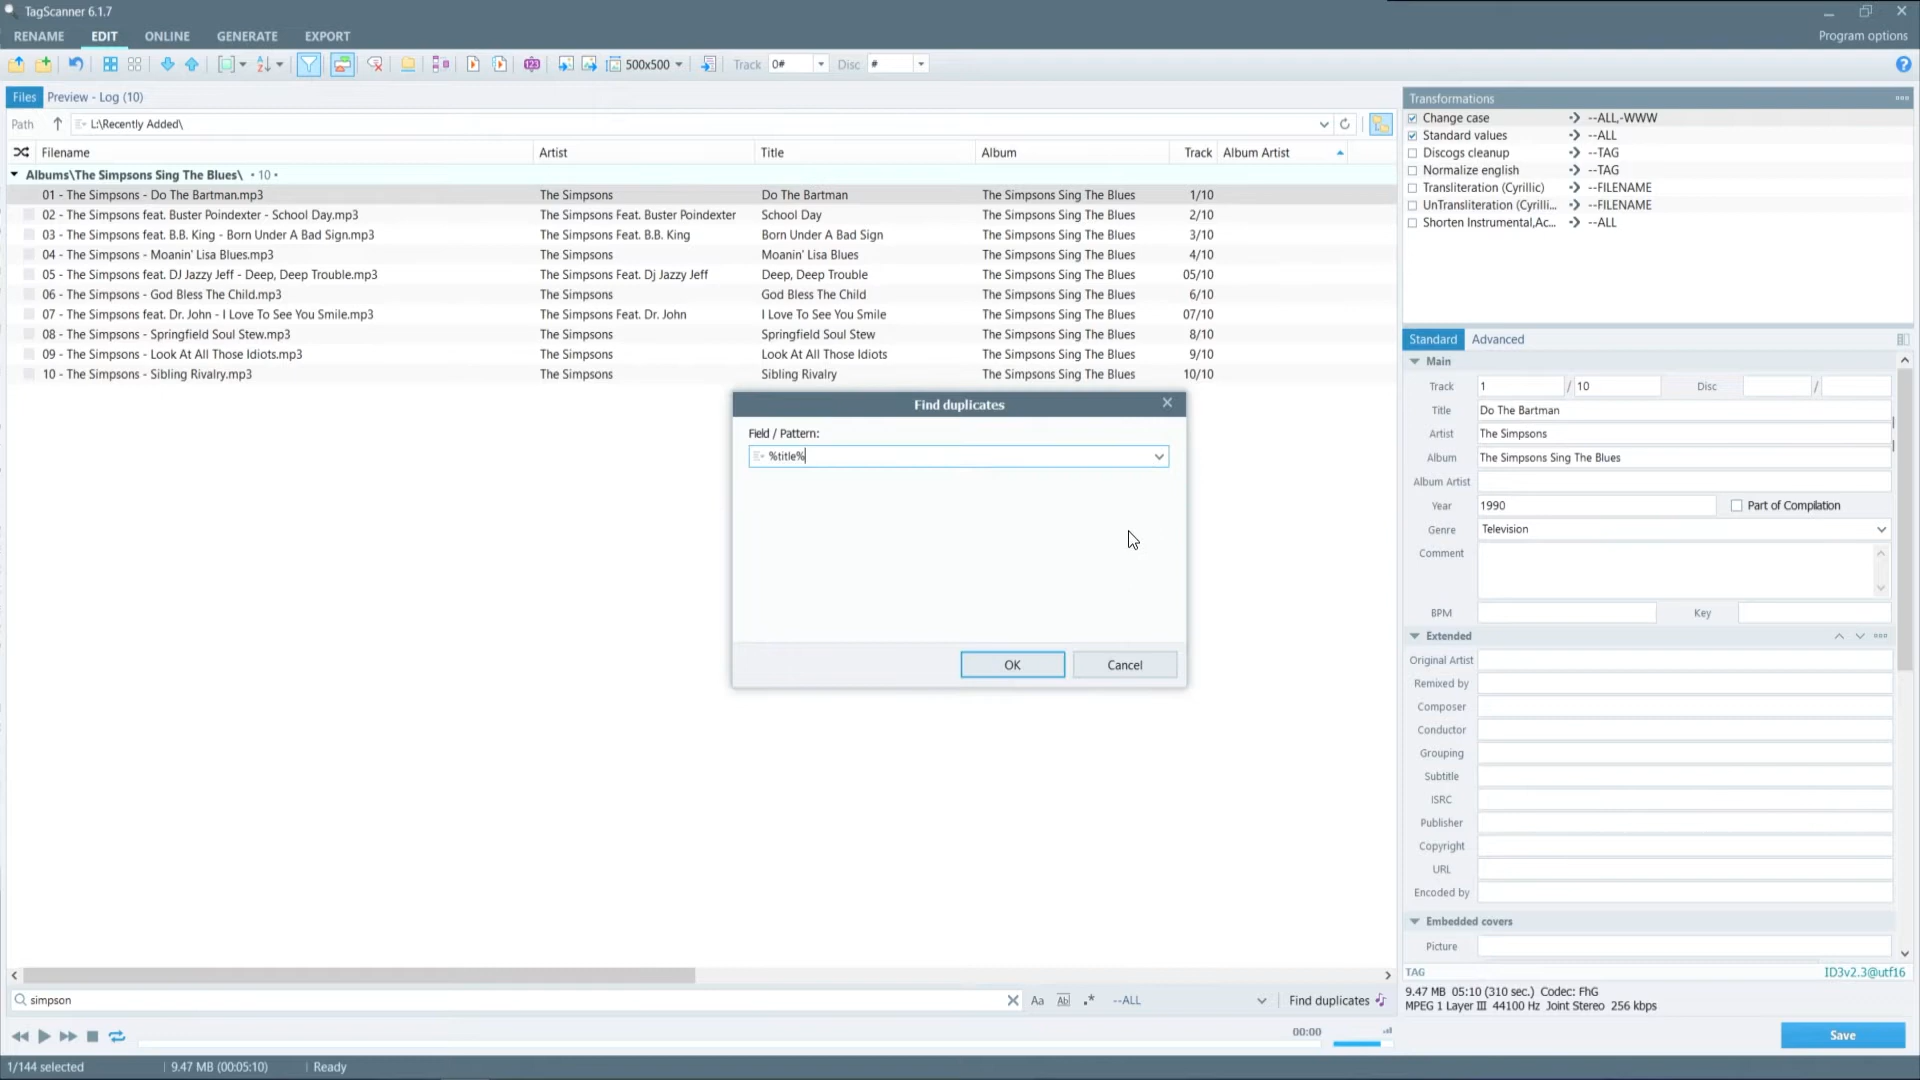 TagScanner 6.1.7
RENAME EDIT ONLINE GENERATE EXPORT Program options
500x500 Track 0# Disc #
Files Preview - Log (10)
Path L:\Recently Added\
Filename Artist Title Album Track Album Artist
Albums\The Simpsons Sing The Blues\ • 10 •
01 - The Simpsons - Do The Bartman.mp3 The Simpsons Do The Bartman The Simpsons Sing The Blues 1/10
02 - The Simpsons feat. Buster Poindexter - School Day.mp3 The Simpsons Feat. Buster Poindexter School Day The Simpsons Sing The Blues 2/10
03 - The Simpsons feat. B.B. King - Born Under A Bad Sign.mp3 The Simpsons Feat. B.B. King Born Under A Bad Sign The Simpsons Sing The Blues 3/10
04 - The Simpsons - Moanin' Lisa Blues.mp3 The Simpsons Moanin' Lisa Blues The Simpsons Sing The Blues 4/10
05 - The Simpsons feat. DJ Jazzy Jeff - Deep, Deep Trouble.mp3 The Simpsons Feat. Dj Jazzy Jeff Deep, Deep Trouble The Simpsons Sing The Blues 05/10
06 - The Simpsons - God Bless The Child.mp3 The Simpsons God Bless The Child The Simpsons Sing The Blues 6/10
07 - The Simpsons feat. Dr. John - I Love To See You Smile.mp3 The Simpsons Feat. Dr. John I Love To See You Smile The Simpsons Sing The Blues 07/10
08 - The Simpsons - Springfield Soul Stew.mp3 The Simpsons Springfield Soul Stew The Simpsons Sing The Blues 8/10
09 - The Simpsons - Look At All Those Idiots.mp3 The Simpsons Look At All Those Idiots The Simpsons Sing The Blues 9/10
10 - The Simpsons - Sibling Rivalry.mp3 The Simpsons Sibling Rivalry The Simpsons Sing The Blues 10/10
Find duplicates
Field / Pattern:
%title%
OK Cancel
Transformations
Change case --ALL,-WWW
Standard values --ALL
Discogs cleanup --TAG
Normalize english --TAG
Transliteration (Cyrillic) --FILENAME
UnTransliteration (Cyrilli... --FILENAME
Shorten Instrumental,Ac... --ALL
Standard Advanced
Main
Track 1 / 10 Disc /
Title Do The Bartman
Artist The Simpsons
Album The Simpsons Sing The Blues
Album Artist
Year 1990 Part of Compilation
Genre Television
Comment
BPM Key
Extended
Original Artist
Remixed by
Composer
Conductor
Grouping
Subtitle
ISRC
Publisher
Copyright
URL
Encoded by
Embedded covers
Picture
TAG ID3v2.3@utf16
9.47 MB 05:10 (310 sec.) Codec: FhG
MPEG 1 Layer III 44100 Hz Joint Stereo 256 kbps
Save
simpson Aa Ab .* --ALL Find duplicates
00:00
1/144 selected 9.47 MB (00:05:10) Ready